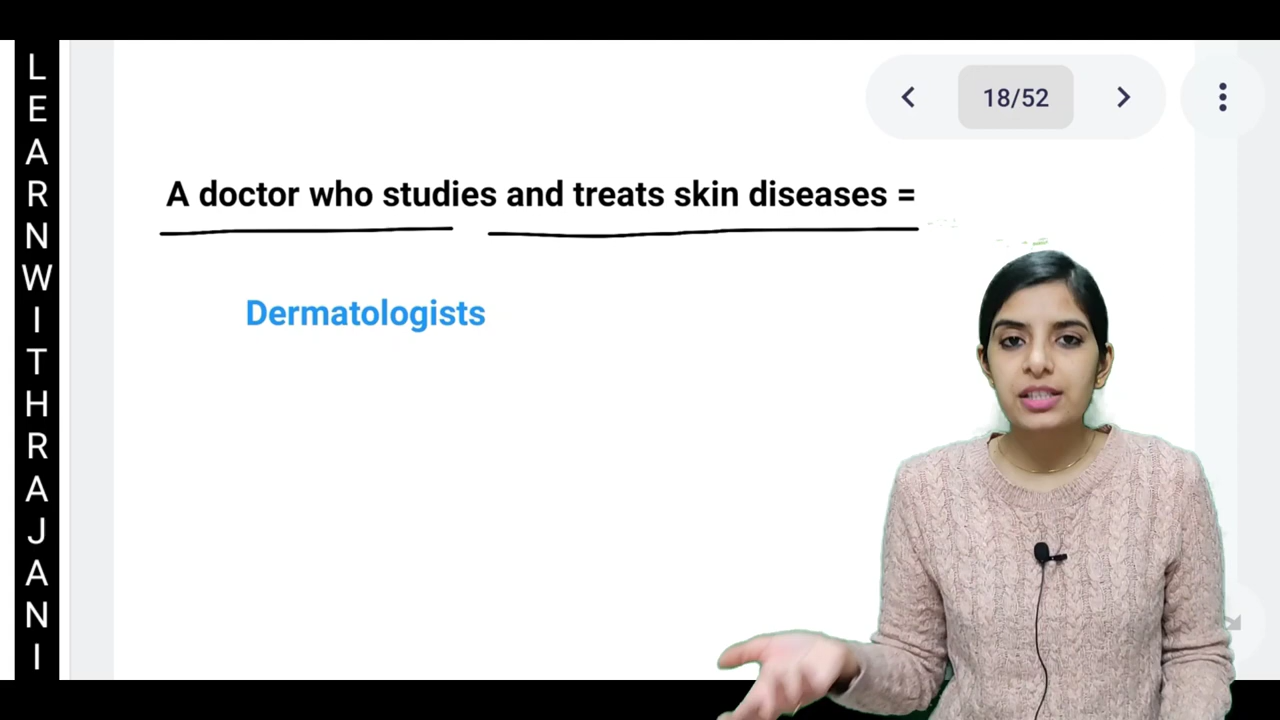 LEARNWITHRAJANI
18/52
A doctor who studies and treats skin diseases =
Dermatologists